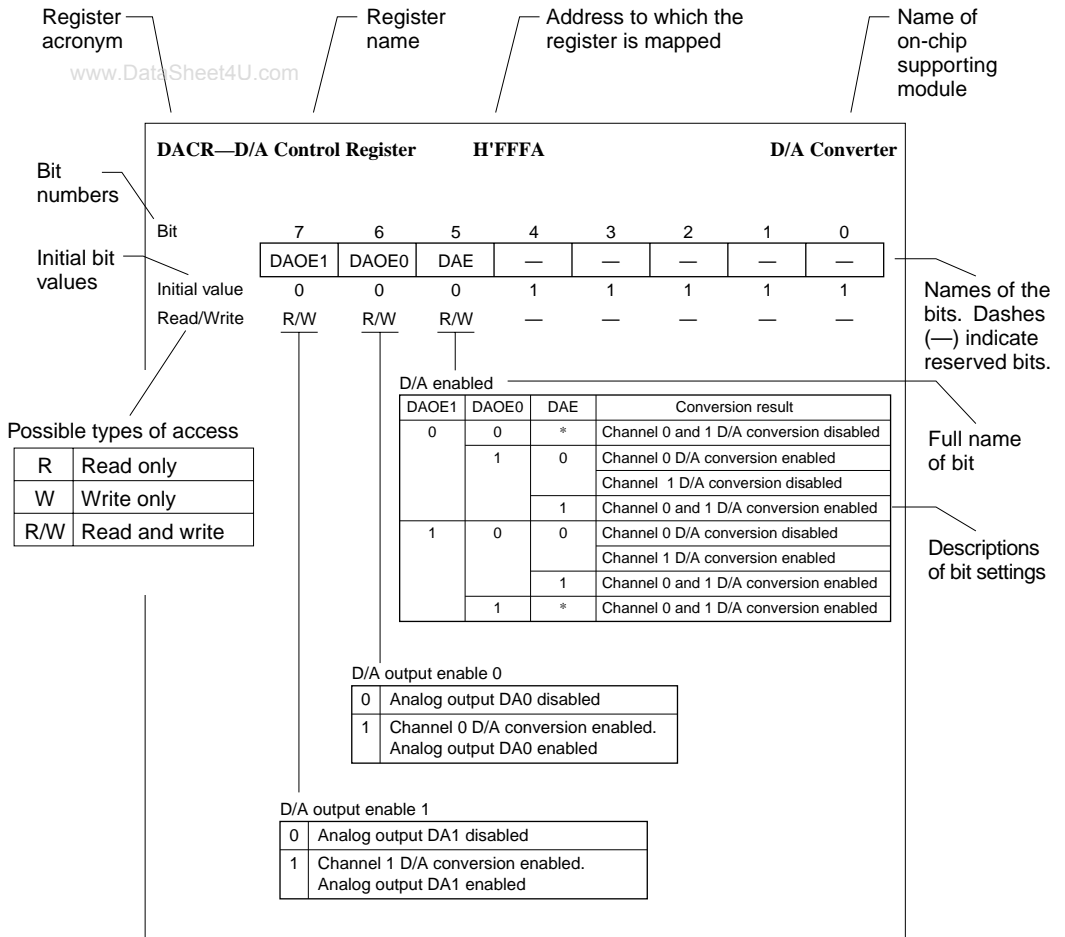 Register
acronym
Register
name
Address to which the
register is mapped
Name of
on-chip
supporting
module
www.DataSheet4U.com
DACR—D/A Control Register H'FFFA D/A Converter
Bit
numbers
Bit 7 6 5 4 3 2 1 0
DAOE1 DAOE0 DAE — — — — —
Initial bit
values
Initial value 0 0 0 1 1 1 1 1
Read/Write R/W R/W R/W — — — — —
Names of the
bits. Dashes
(—) indicate
reserved bits.
D/A enabled
DAOE1 DAOE0 DAE Conversion result
0 0 * Channel 0 and 1 D/A conversion disabled
1 0 Channel 0 D/A conversion enabled
Channel 1 D/A conversion disabled
1 Channel 0 and 1 D/A conversion enabled
1 0 0 Channel 0 D/A conversion disabled
Channel 1 D/A conversion enabled
1 Channel 0 and 1 D/A conversion enabled
1 * Channel 0 and 1 D/A conversion enabled
Full name
of bit
Descriptions
of bit settings
Possible types of access
R Read only
W Write only
R/W Read and write
D/A output enable 0
0 Analog output DA0 disabled
1 Channel 0 D/A conversion enabled.
Analog output DA0 enabled
D/A output enable 1
0 Analog output DA1 disabled
1 Channel 1 D/A conversion enabled.
Analog output DA1 enabled